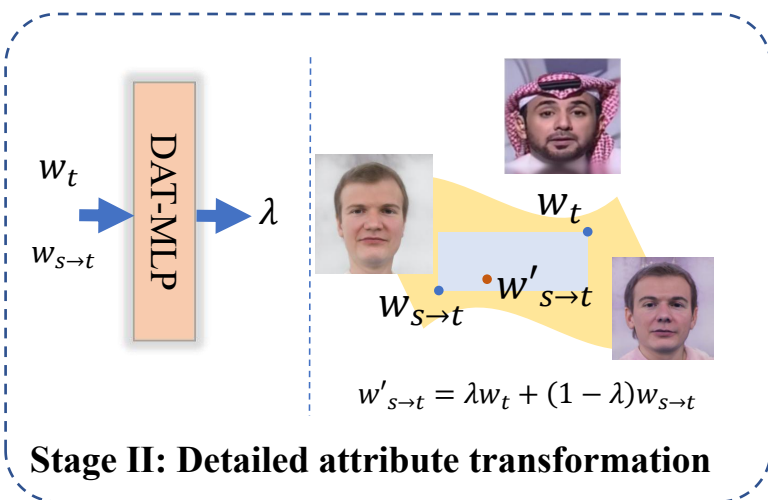 w_t
w_{s→t}
DAT-MLP
λ
w_t
w_{s→t}
w'_{s→t}
w'_{s→t} = λw_t + (1 − λ)w_{s→t}
Stage II: Detailed attribute transformation